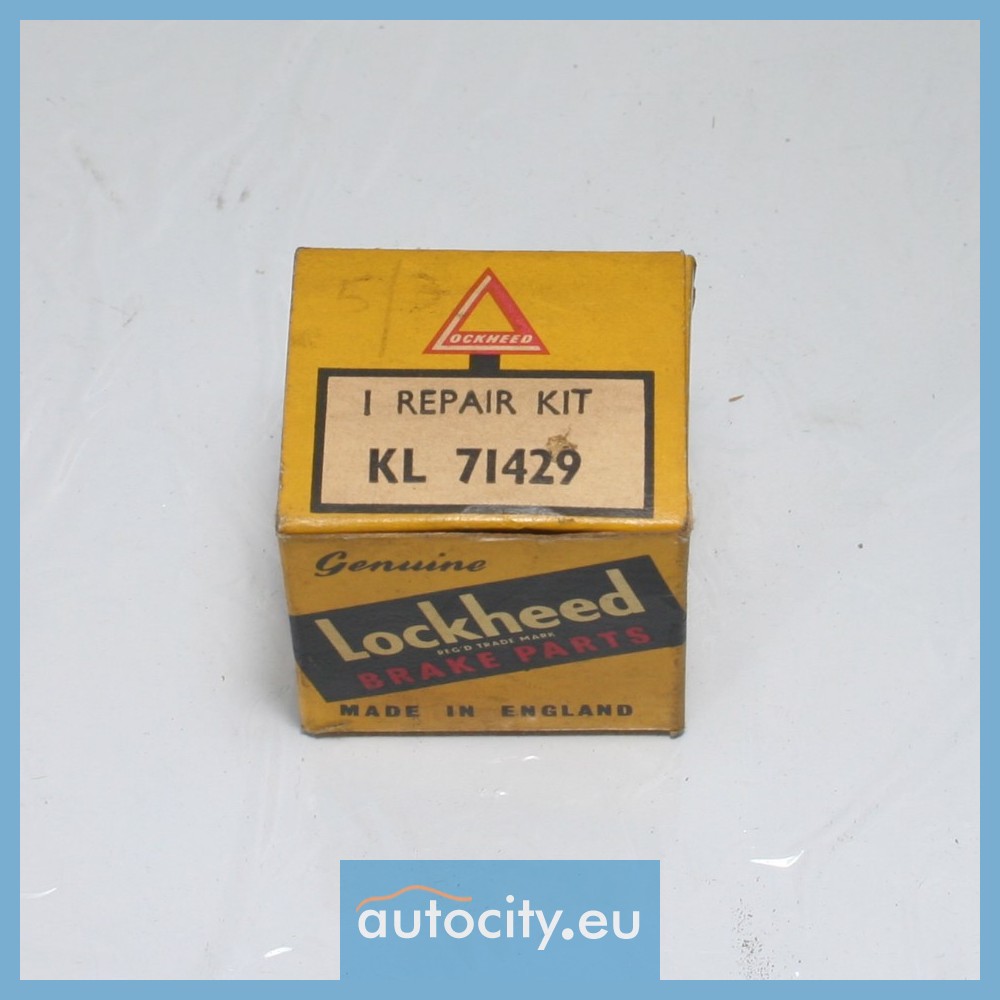 5/3
LOCKHEED
1 REPAIR KIT
KL 71429
Genuine
Lockheed
REG'D TRADE MARK
BRAKE PARTS
MADE IN ENGLAND
autocity.eu